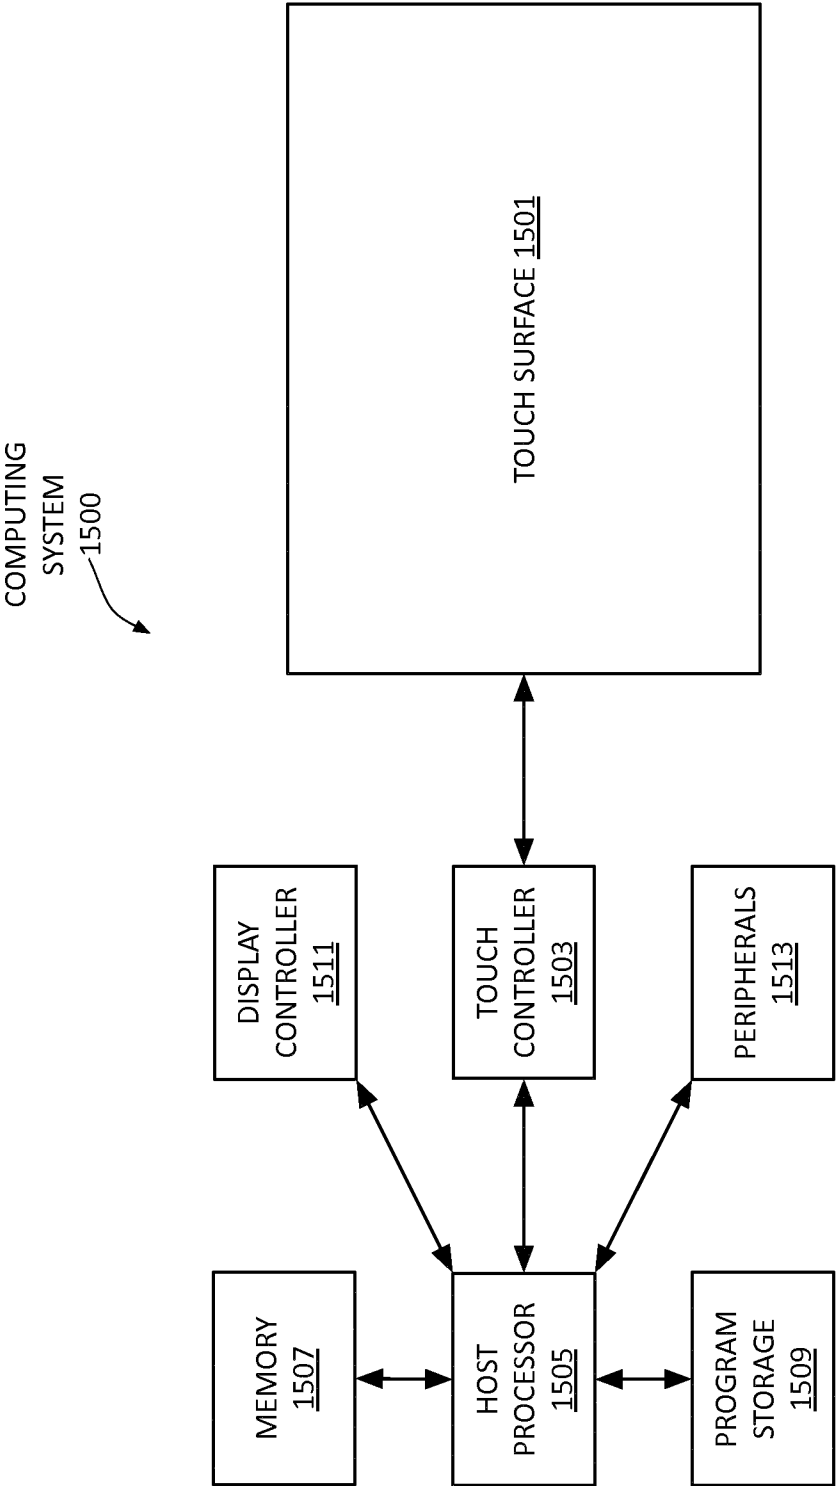 COMPUTING
SYSTEM
1500
MEMORY
1507
DISPLAY
CONTROLLER
1511
HOST
PROCESSOR
1505
TOUCH
CONTROLLER
1503
TOUCH SURFACE 1501
PROGRAM
STORAGE
1509
PERIPHERALS
1513